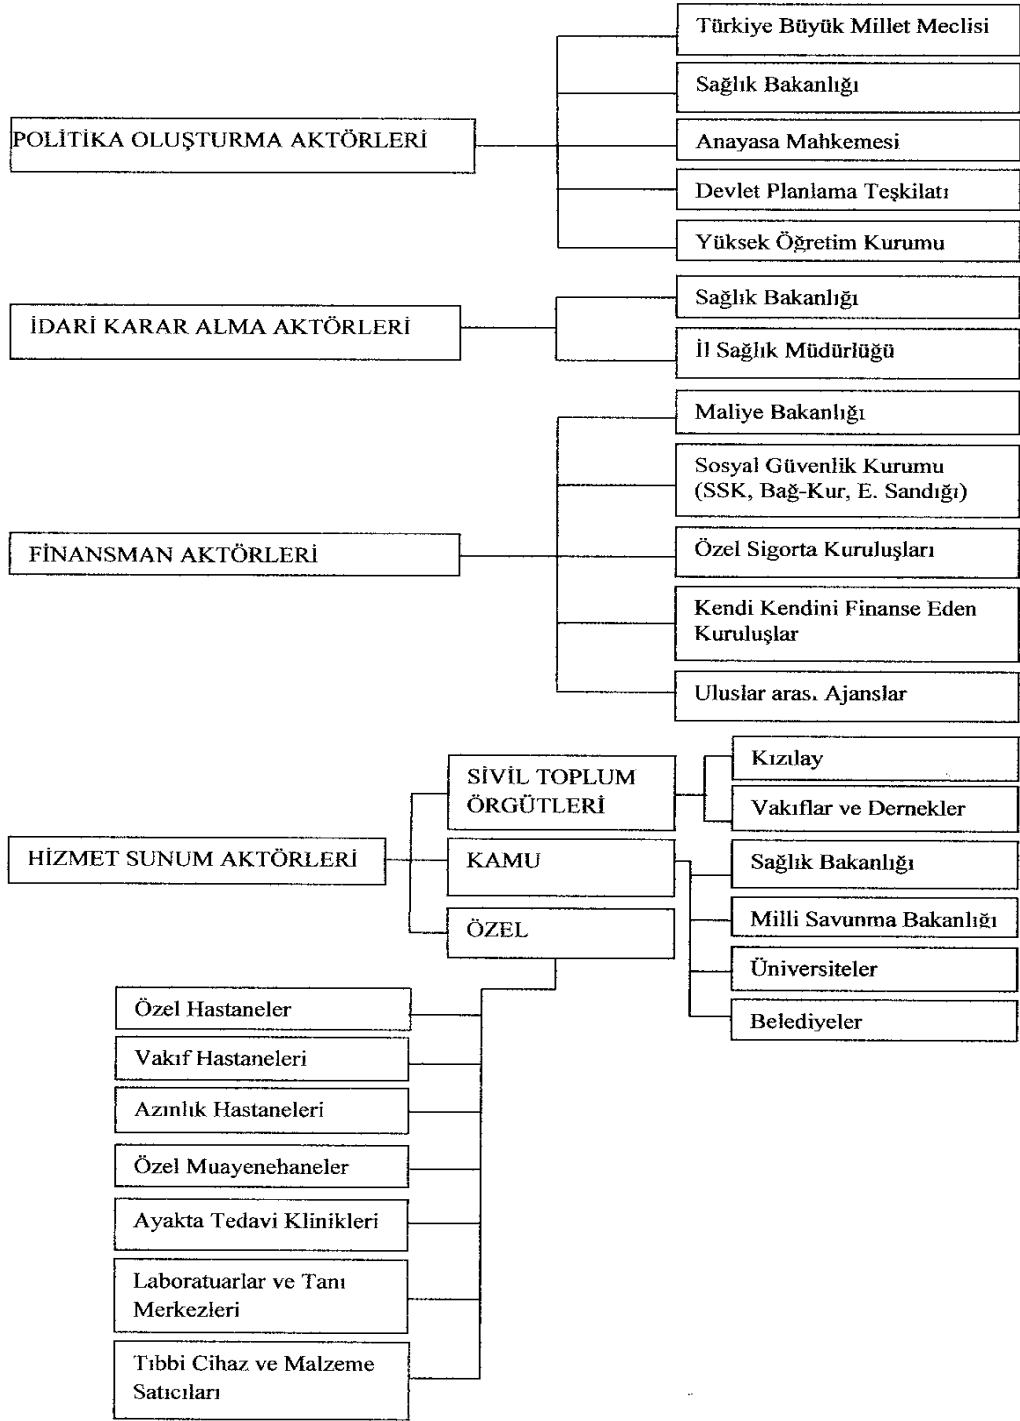 POLİTİKA OLUŞTURMA AKTÖRLERİ
Türkiye Büyük Millet Meclisi
Sağlık Bakanlığı
Anayasa Mahkemesi
Devlet Planlama Teşkilatı
Yüksek Öğretim Kurumu
İDARİ KARAR ALMA AKTÖRLERİ
Sağlık Bakanlığı
İl Sağlık Müdürlüğü
FİNANSMAN AKTÖRLERİ
Maliye Bakanlığı
Sosyal Güvenlik Kurumu
(SSK, Bağ-Kur, E. Sandığı)
Özel Sigorta Kuruluşları
Kendi Kendini Finanse Eden
Kuruluşlar
Uluslar arası Ajanslar
HİZMET SUNUM AKTÖRLERİ
SİVİL TOPLUM
ÖRGÜTLERİ
Kızılay
Vakıflar ve Dernekler
KAMU
Sağlık Bakanlığı
Milli Savunma Bakanlığı
Üniversiteler
Belediyeler
ÖZEL
Özel Hastaneler
Vakıf Hastaneleri
Azınlık Hastaneleri
Özel Muayenehaneler
Ayakta Tedavi Klinikleri
Laboratuarlar ve Tanı
Merkezleri
Tıbbi Cihaz ve Malzeme
Satıcıları